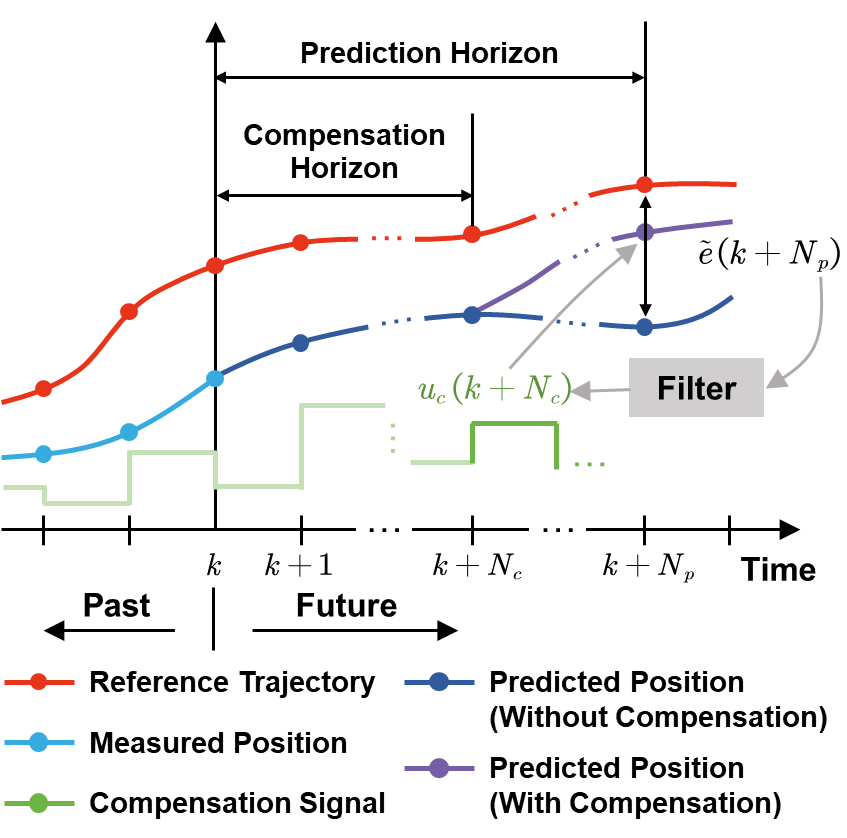 Prediction Horizon
Compensation
Horizon
ẽ(k + N_p)
u_c(k + N_c)
Filter
...
k
k + 1
...
k + N_c
...
k + N_p
Time
Past
Future
Reference Trajectory
Measured Position
Compensation Signal
Predicted Position
(Without Compensation)
Predicted Position
(With Compensation)